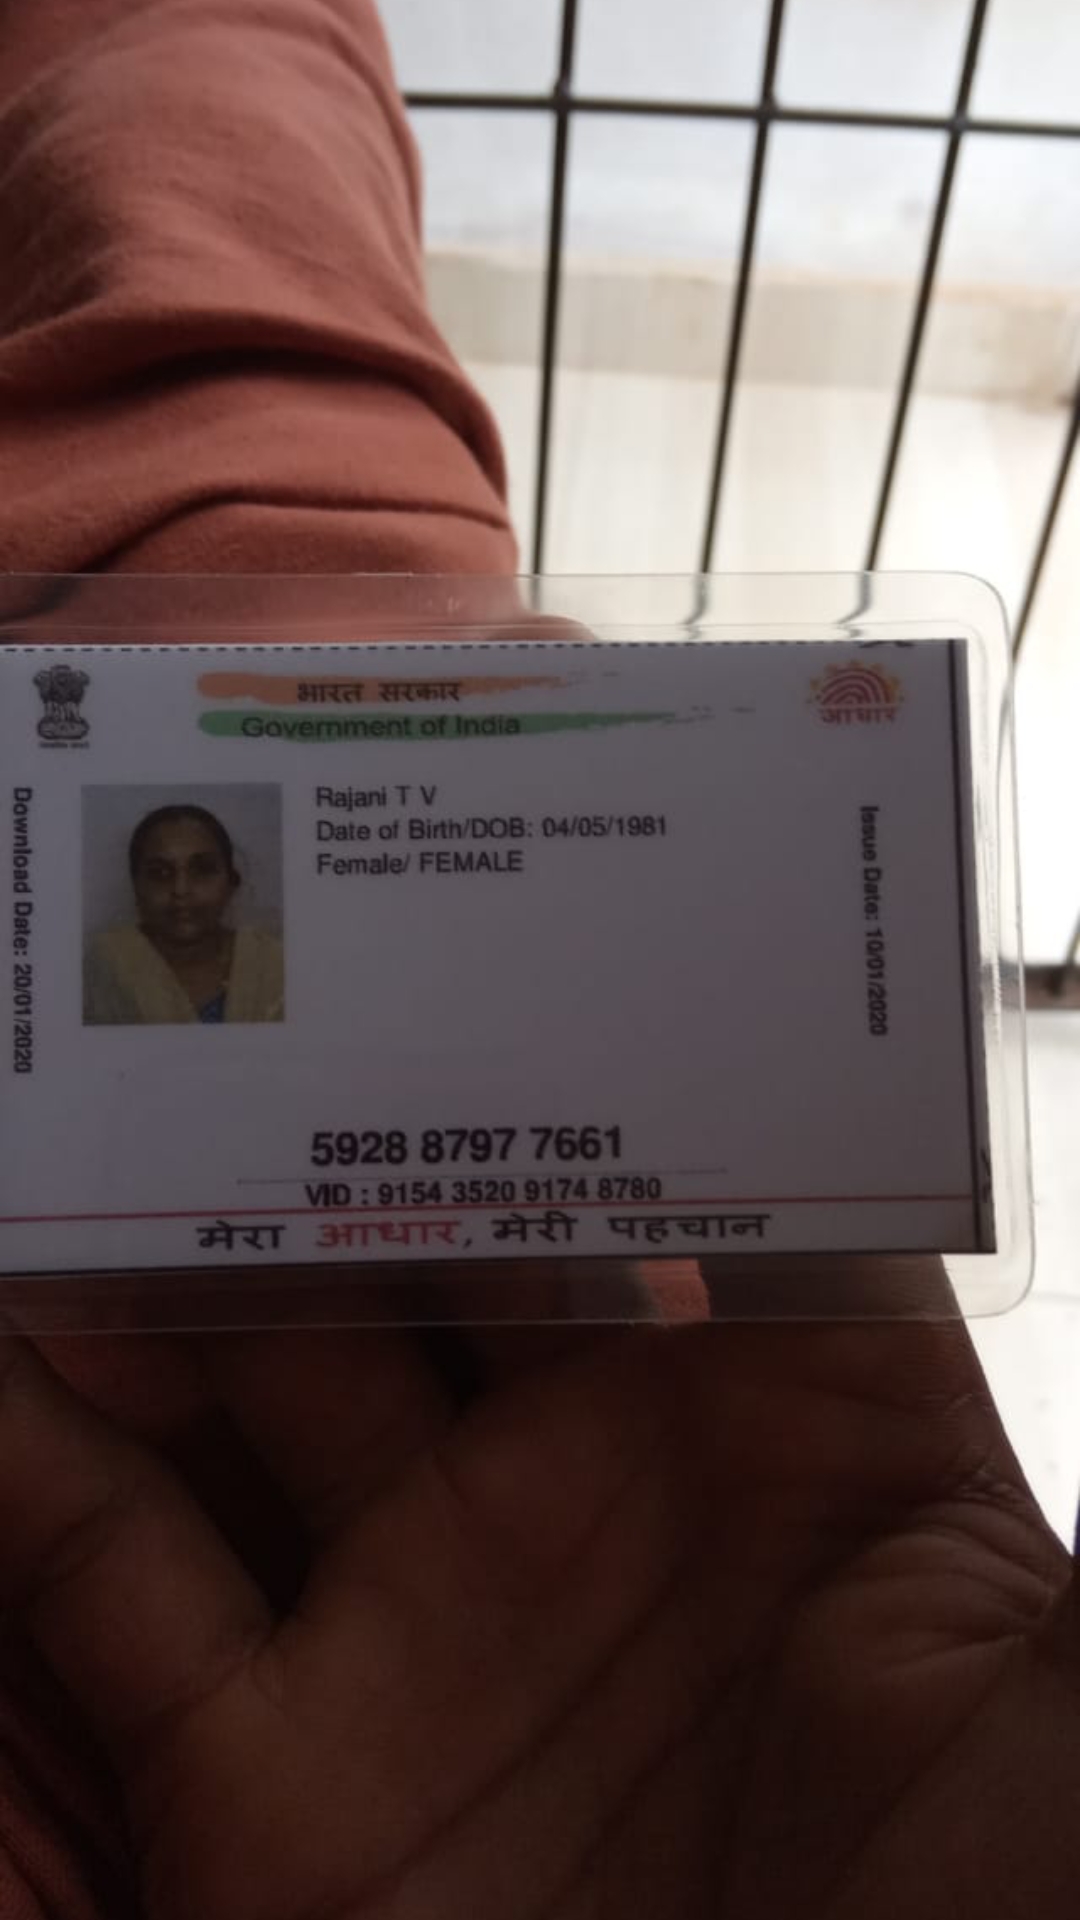 भारत सरकार
Government of India
आधार
Rajani T V
Date of Birth/DOB: 04/05/1981
Female/ FEMALE
Download Date: 20/01/2020
Issue Date: 10/01/2020
5928 8797 7661
VID : 9154 3520 9174 8780
मेरा आधार, मेरी पहचान